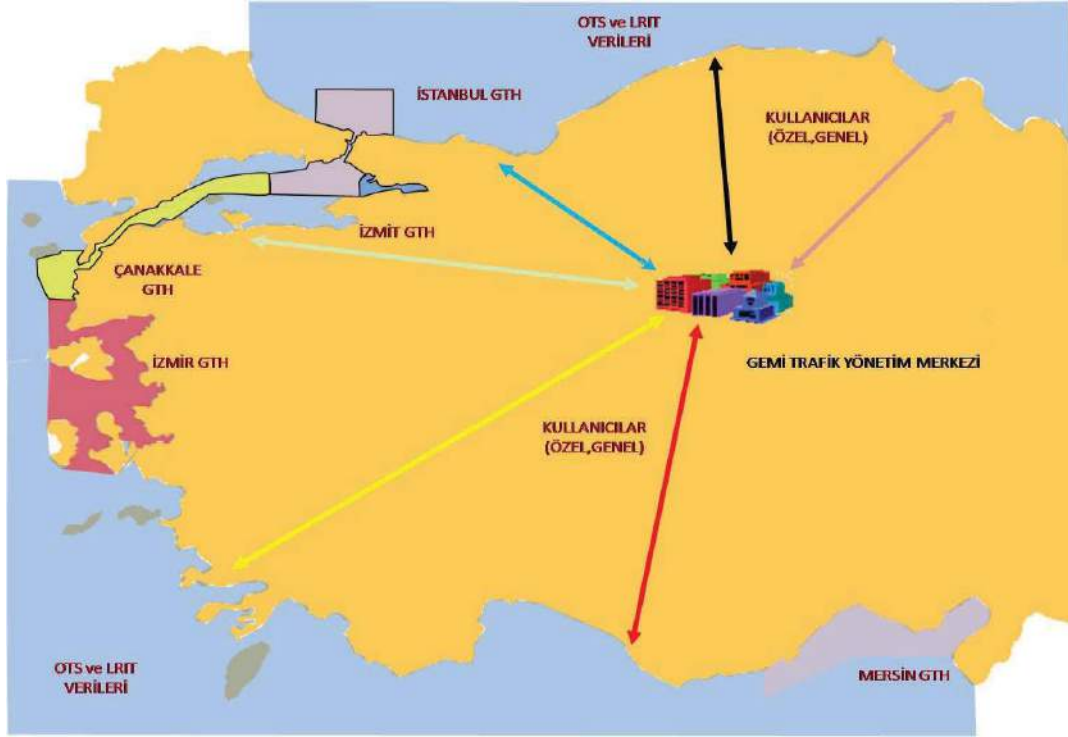 OTS ve LRIT
VERİLERİ
İSTANBUL GTH
KULLANICILAR
(ÖZEL,GENEL)
İZMİT GTH
ÇANAKKALE
GTH
İZMİR GTH
GEMİ TRAFİK YÖNETİM MERKEZİ
KULLANICILAR
(ÖZEL,GENEL)
OTS ve LRIT
VERİLERİ
MERSİN GTH